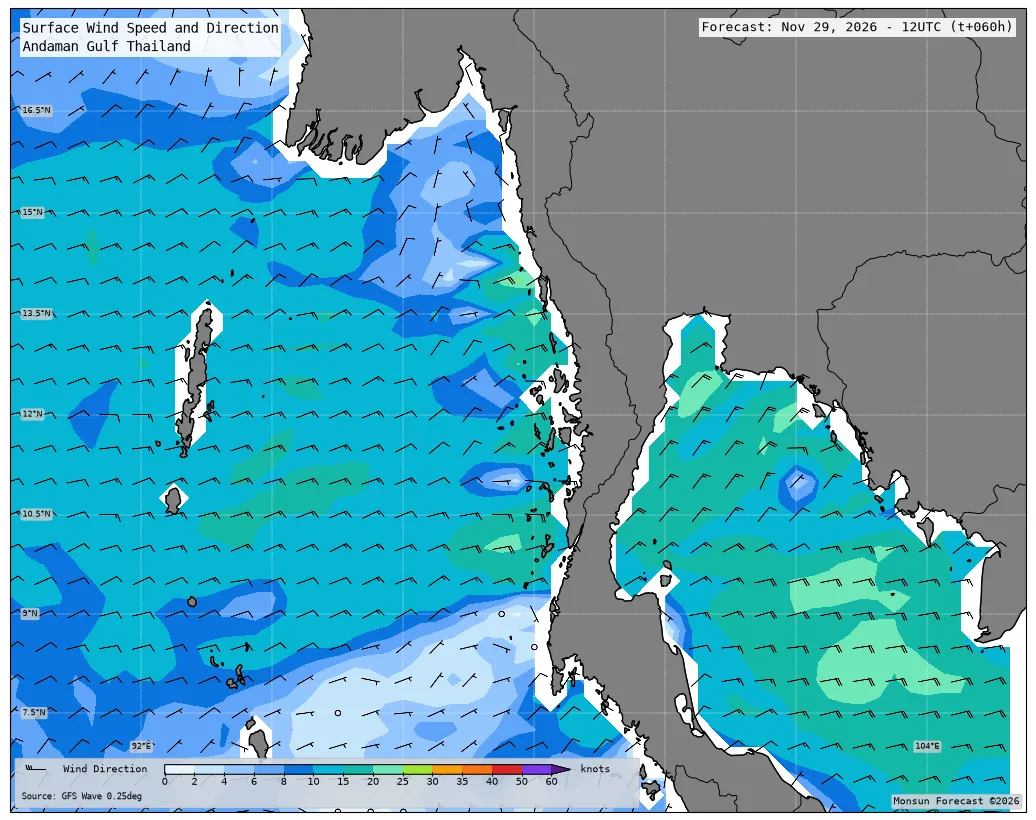 Surface Wind Speed and Direction
Andaman Gulf Thailand
Forecast: Nov 29, 2026 - 12UTC (t+060h)
16.5°N
15°N
13.5°N
12°N
10.5°N
9°N
7.5°N
92°E
104°E
Wind Direction
0 2 4 6 8 10 15 20 25 30 35 40 50 60
knots
Source: GFS Wave 0.25deg
Monsun Forecast ©2026